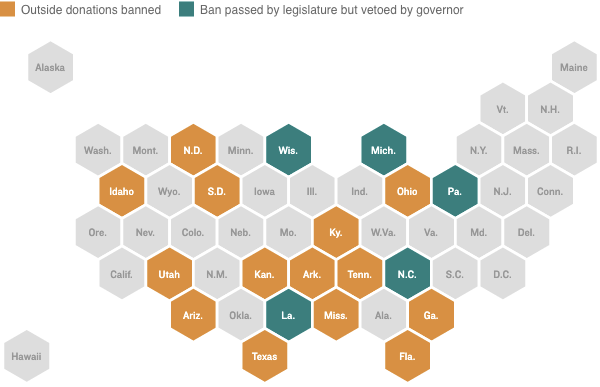 Outside donations banned Ban passed by legislature but vetoed by governor
Alaska Maine
Vt. N.H.
Wash. Mont. N.D. Minn. Wis. Mich. N.Y. Mass. R.I.
Idaho Wyo. S.D. Iowa Ill. Ind. Ohio Pa. N.J. Conn.
Ore. Nev. Colo. Neb. Mo. Ky. W.Va. Va. Md. Del.
Calif. Utah N.M. Kan. Ark. Tenn. N.C. S.C. D.C.
Ariz. Okla. La. Miss. Ala. Ga.
Hawaii Texas Fla.